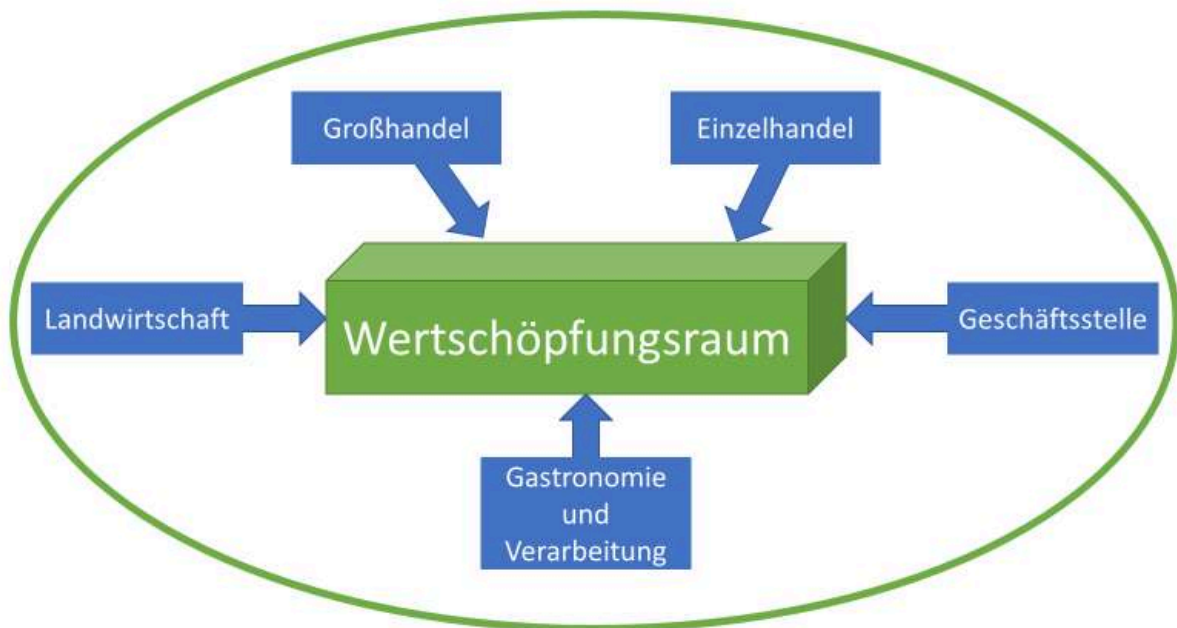 Großhandel
Einzelhandel
Landwirtschaft
Wertschöpfungsraum
Geschäftsstelle
Gastronomie
und
Verarbeitung